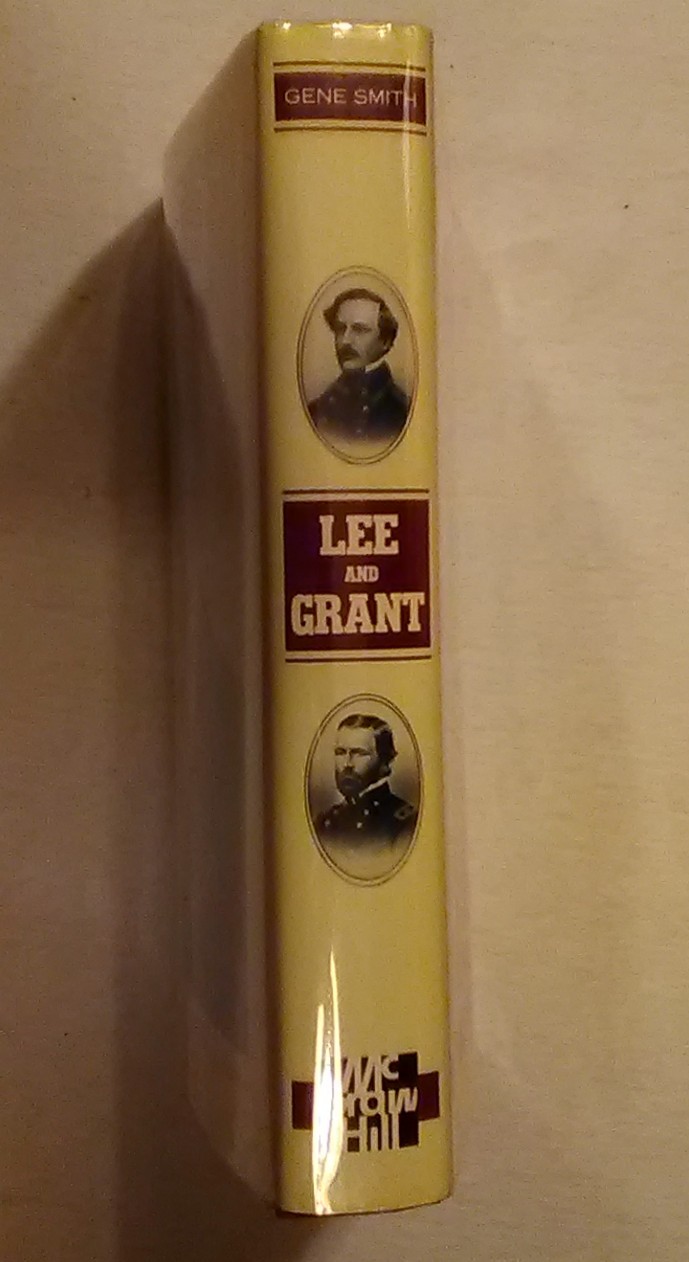 GENE SMITH
LEE
AND
GRANT
Mc
Graw
Hill